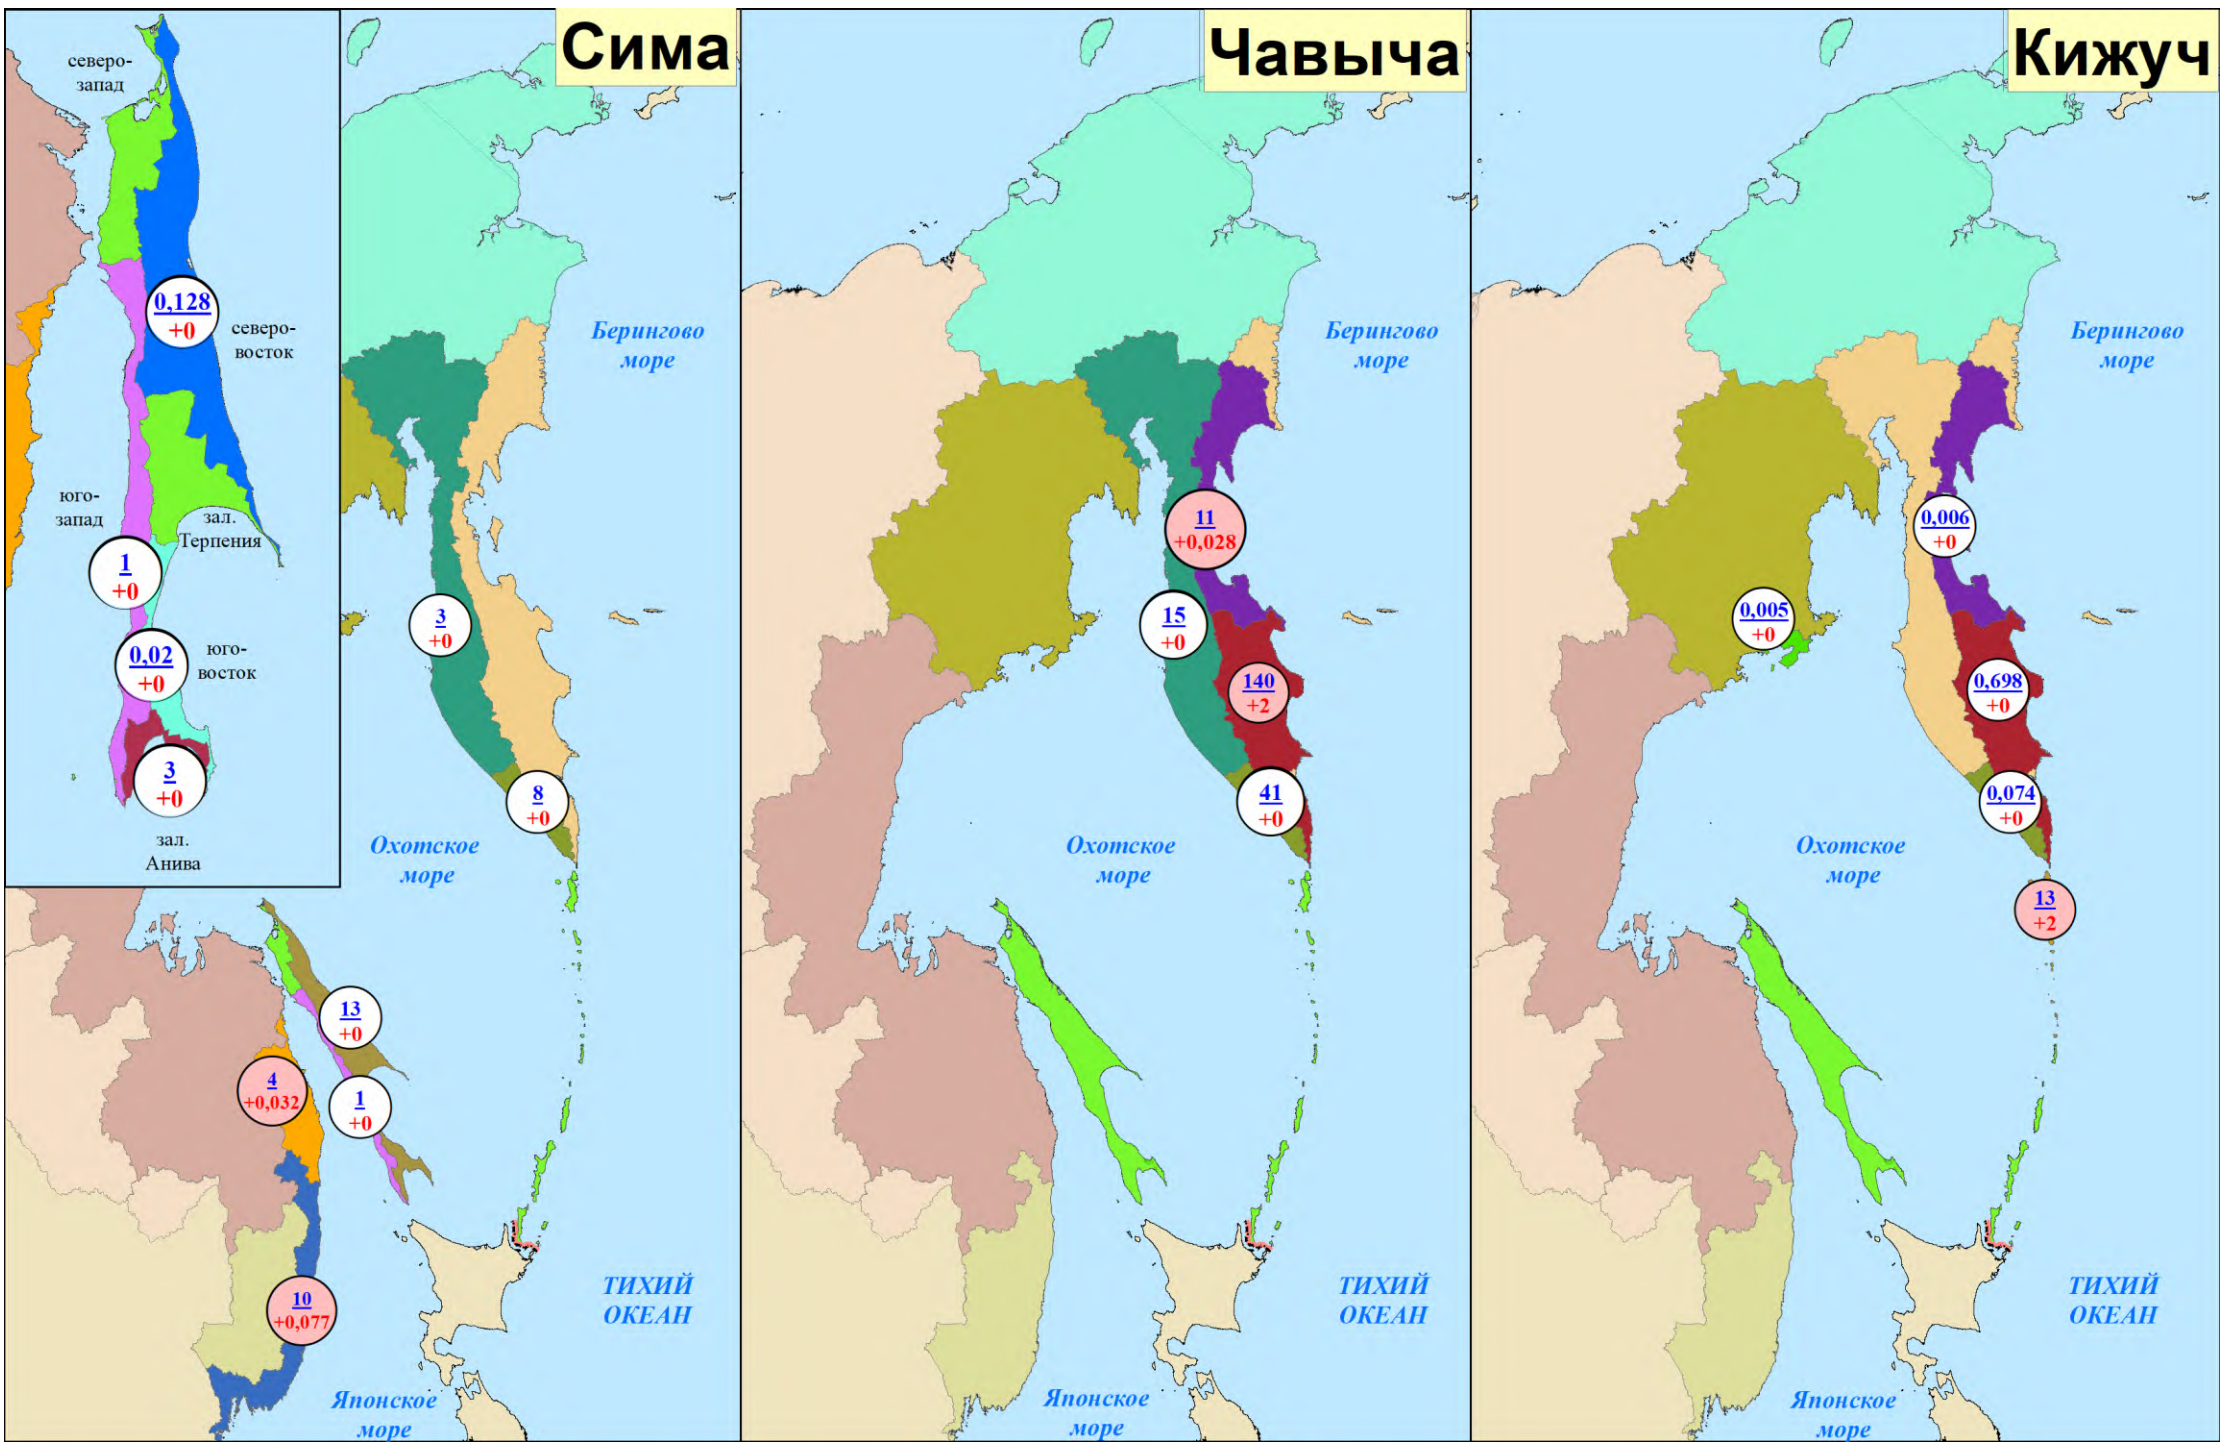 Сима
северо-
запад
0,128
+0
северо-
восток
юго-
запад
зал.
Терпения
1
+0
0,02
+0
юго-
восток
3
+0
зал.
Анива
Берингово
море
3
+0
8
+0
Охотское
море
13
+0
4
+0,032
1
+0
10
+0,077
ТИХИЙ
ОКЕАН
Японское
море
Чавыча
Берингово
море
11
+0,028
15
+0
140
+2
41
+0
Охотское
море
ТИХИЙ
ОКЕАН
Японское
море
Кижуч
Берингово
море
0,006
+0
0,005
+0
0,698
+0
0,074
+0
Охотское
море
13
+2
ТИХИЙ
ОКЕАН
Японское
море